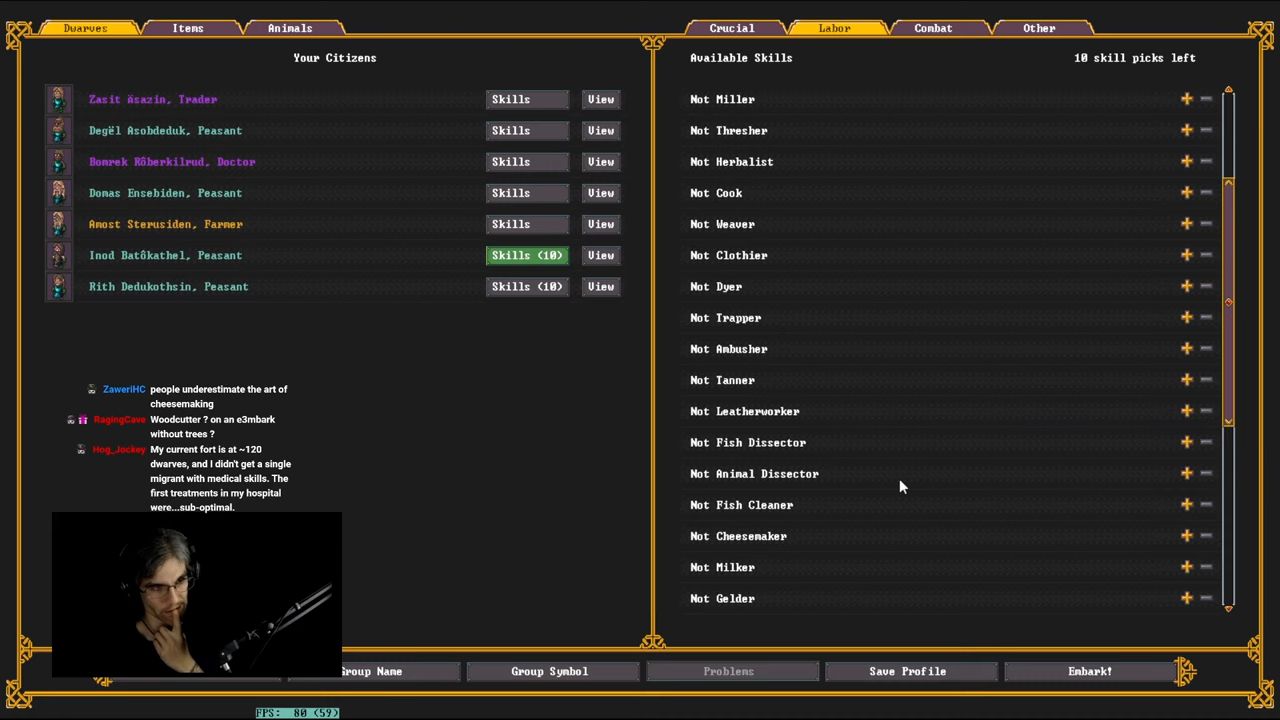 Dwarves Items Animals Crucial Labor Combat Other
Your Citizens
Available Skills 10 skill picks left
Zasit äsazin, Trader Skills View
Degël Asobdeduk, Peasant Skills View
Bomrek Rôberkilrud, Doctor Skills View
Domas Ensebiden, Peasant Skills View
Amost Sterusiden, Farmer Skills View
Inod Batôkathel, Peasant Skills (10) View
Rith Dedukothsin, Peasant Skills (10) View
Not Miller
Not Thresher
Not Herbalist
Not Cook
Not Weaver
Not Clothier
Not Dyer
Not Trapper
Not Ambusher
Not Tanner
Not Leatherworker
Not Fish Dissector
Not Animal Dissector
Not Fish Cleaner
Not Cheesemaker
Not Milker
Not Gelder
ZaweriHC people underestimate the art of
cheesemaking
RagingCave Woodcutter ? on an e3mbark
without trees ?
Hog_Jockey My current fort is at ~120
dwarves, and I didn't get a single
migrant with medical skills. The
first treatments in my hospital
were...sub-optimal.
Group Name Group Symbol Problems Save Profile Embark!
FPS: 80 (59)